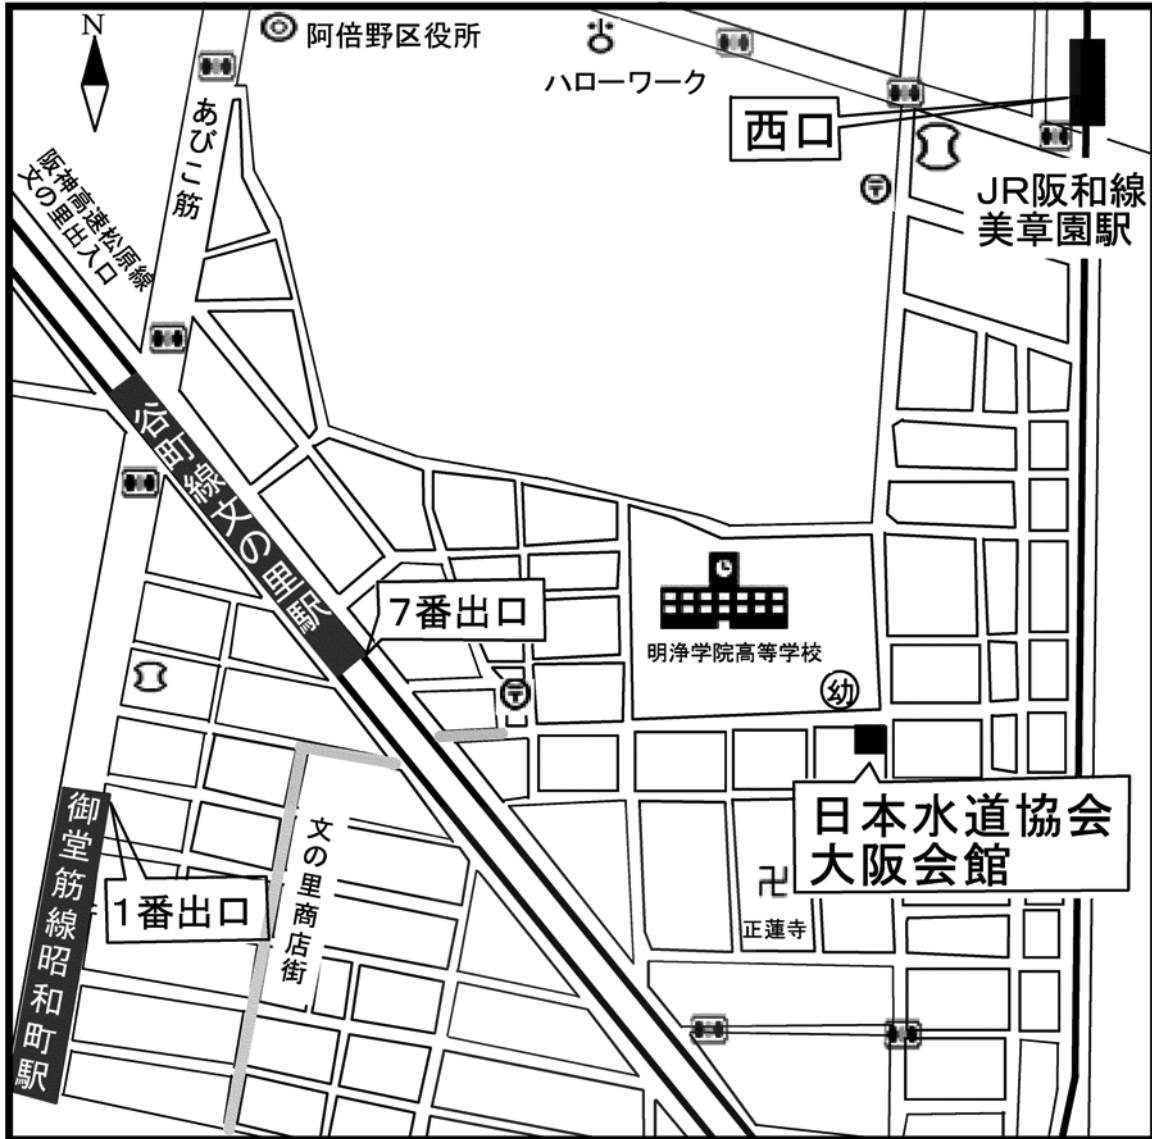 N
阿倍野区役所
ハローワーク
西口
あびこ筋
阪神高速松原線
文の里出入口
JR阪和線
美章園駅
谷町線文の里駅
7番出口
明浄学院高等学校
幼
日本水道協会
大阪会館
御堂筋線昭和町駅
1番出口
文の里商店街
卍
正蓮寺